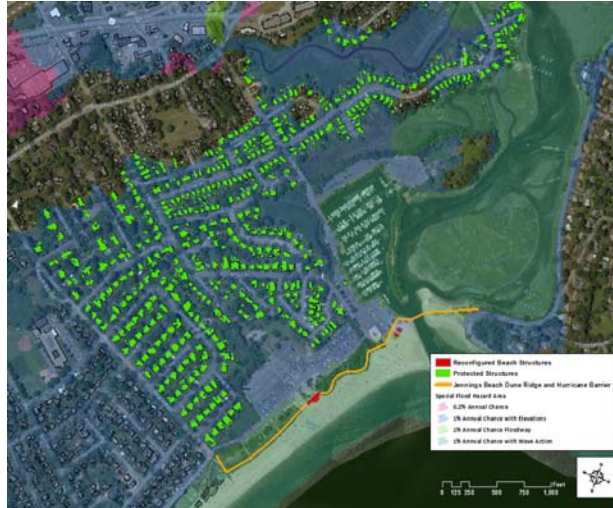 Reconfigured Beach Structures
Protected Structures
Jennings Beach Dune Ridge and Hurricane Barrier
Special Flood Hazard Area
0.2% Annual Chance
1% Annual Chance with Elevations
1% Annual Chance Floodway
1% Annual Chance with Wave Action
Feet
0 125 250 500 750 1,000